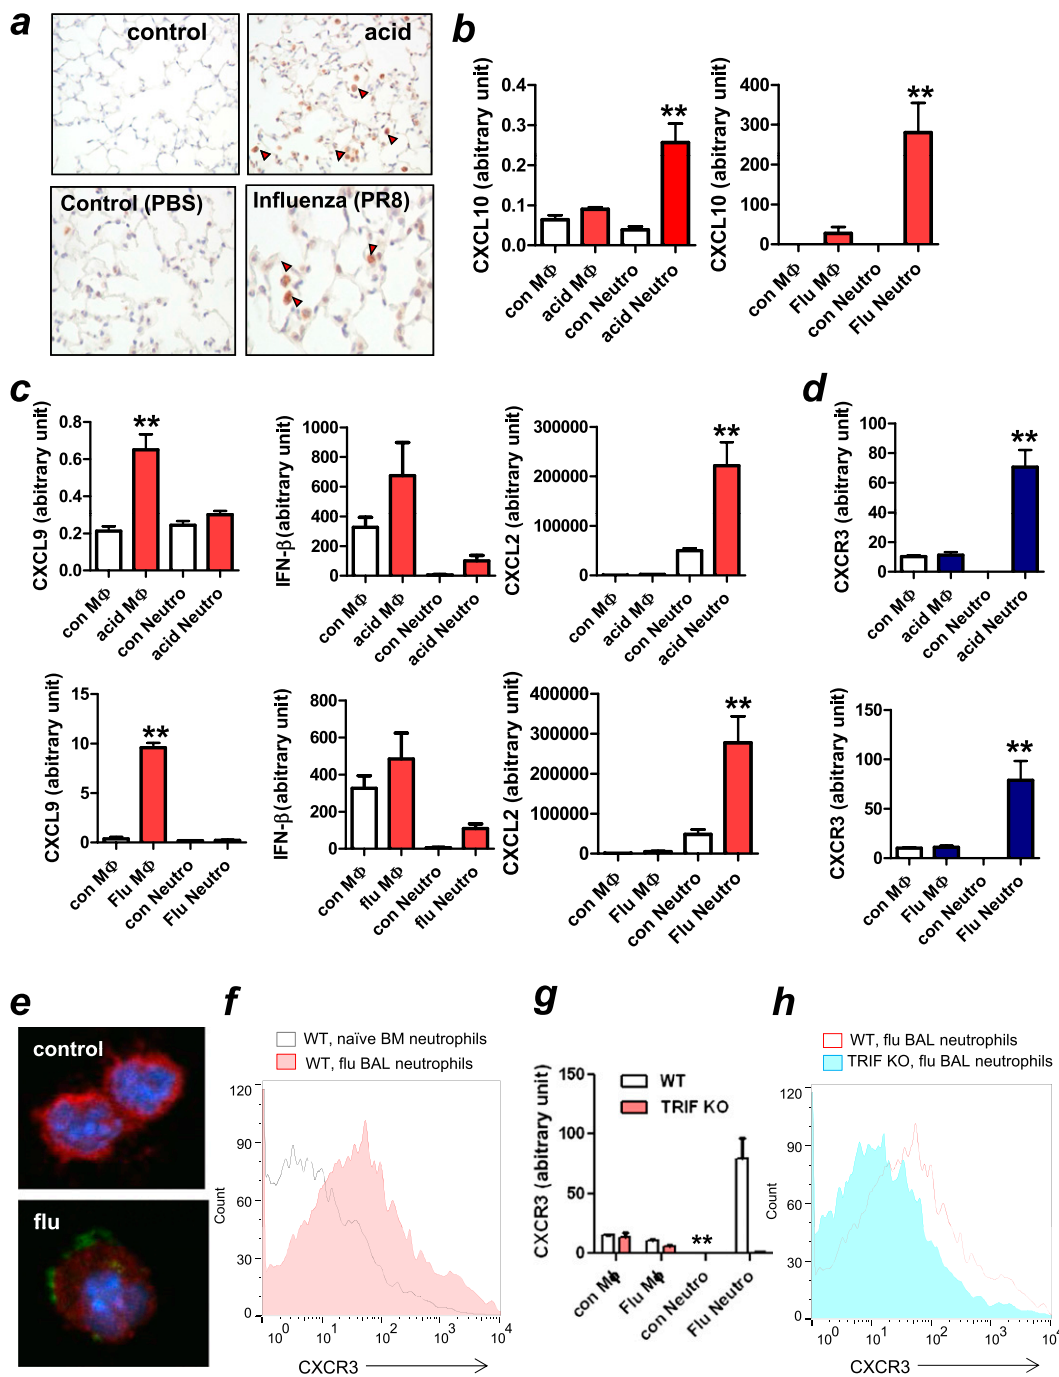 a
control
acid
Control (PBS)
Influenza (PR8)
b
CXCL10 (abitrary unit)
0.4
0.3
0.2
0.1
0.0
**
con MΦ
acid MΦ
con Neutro
acid Neutro
CXCL10 (abitrary unit)
400
300
200
100
0
**
con MΦ
Flu MΦ
con Neutro
Flu Neutro
c
CXCL9 (abitrary unit)
0.8
0.6
0.4
0.2
0.0
**
con MΦ
acid MΦ
con Neutro
acid Neutro
IFN-β (abitrary unit)
1000
800
600
400
200
0
con MΦ
acid MΦ
con Neutro
acid Neutro
CXCL2 (abitrary unit)
300000
200000
100000
0
**
con MΦ
acid MΦ
con Neutro
acid Neutro
d
CXCR3 (abitrary unit)
100
80
60
40
20
0
**
con MΦ
acid MΦ
con Neutro
acid Neutro
CXCL9 (abitrary unit)
15
10
5
0
**
con MΦ
Flu MΦ
con Neutro
Flu Neutro
IFN-β (abitrary unit)
800
600
400
200
0
con MΦ
flu MΦ
con Neutro
flu Neutro
CXCL2 (abitrary unit)
400000
300000
200000
100000
0
**
con MΦ
Flu MΦ
con Neutro
Flu Neutro
CXCR3 (abitrary unit)
150
100
50
0
**
con MΦ
Flu MΦ
con Neutro
Flu Neutro
e
control
flu
f
WT, naïve BM neutrophils
WT, flu BAL neutrophils
Count
120
90
60
30
0
10⁰
10¹
10²
10³
10⁴
CXCR3
g
CXCR3 (abitrary unit)
150
100
50
0
WT
TRIF KO
**
con Mϕ
Flu Mϕ
con Neutro
Flu Neutro
h
WT, flu BAL neutrophils
TRIF KO, flu BAL neutrophils
Count
120
90
60
30
0
10⁰
10¹
10²
10³
CXCR3